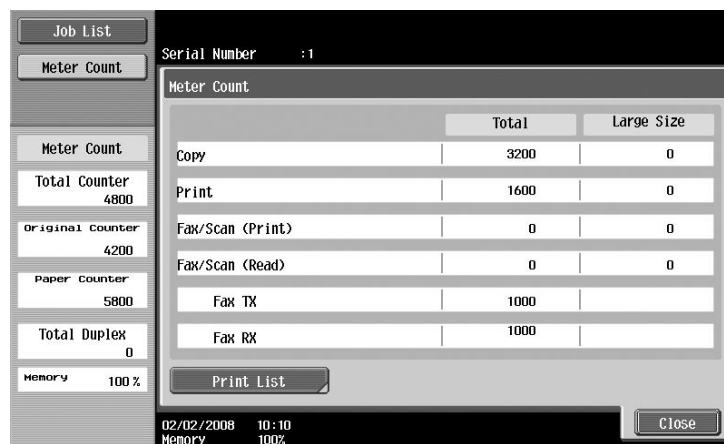 Job List
Meter Count
Serial Number :1
Meter Count
Total Large Size
Copy 3200 0
Print 1600 0
Fax/Scan (Print) 0 0
Fax/Scan (Read) 0 0
Fax TX 1000
Fax RX 1000
Print List
Meter Count
Total Counter
4800
Original Counter
4200
Paper Counter
5800
Total Duplex
0
Memory 100 %
02/02/2008 10:10
Memory 100%
Close